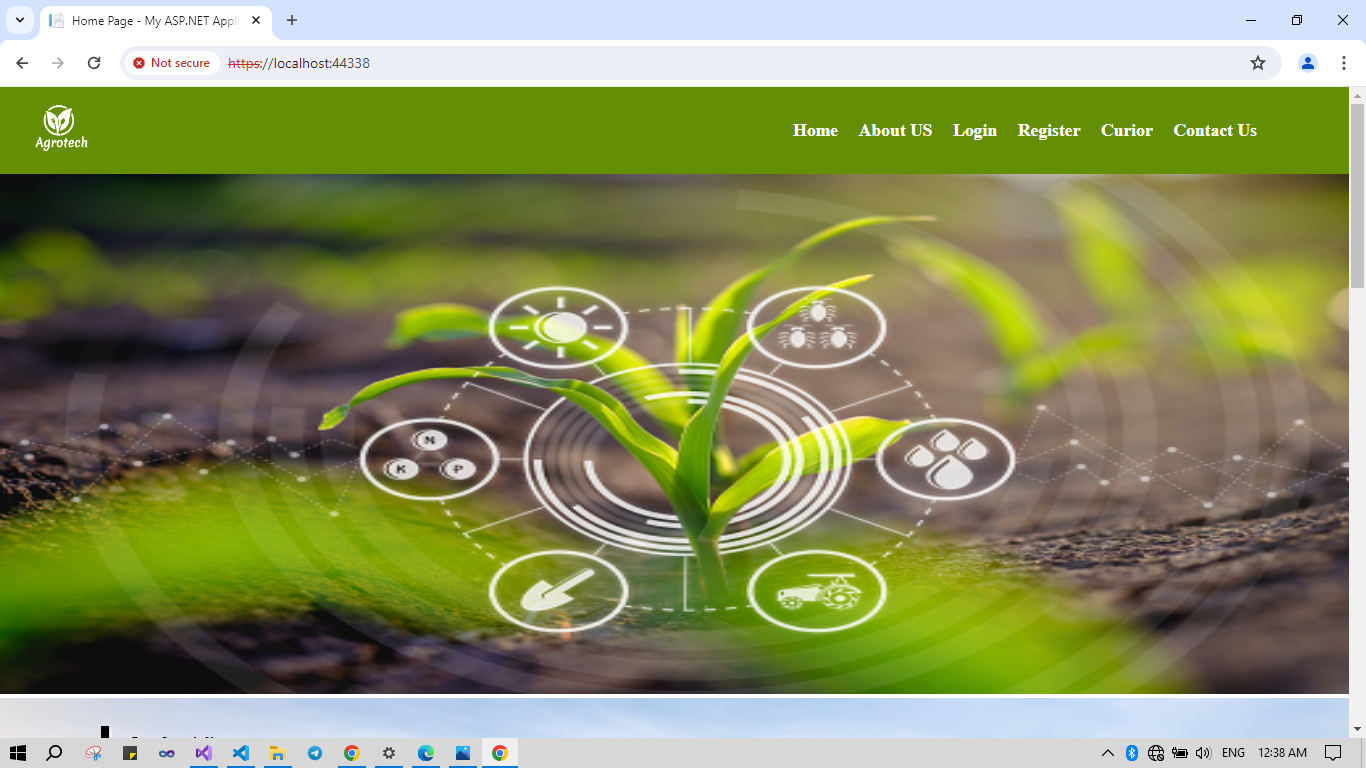 Home Page - My ASP.NET Appl
Not secure
https://localhost:44338
Agrotech
Home
About US
Login
Register
Curior
Contact Us
N
K
P
ENG
12:38 AM